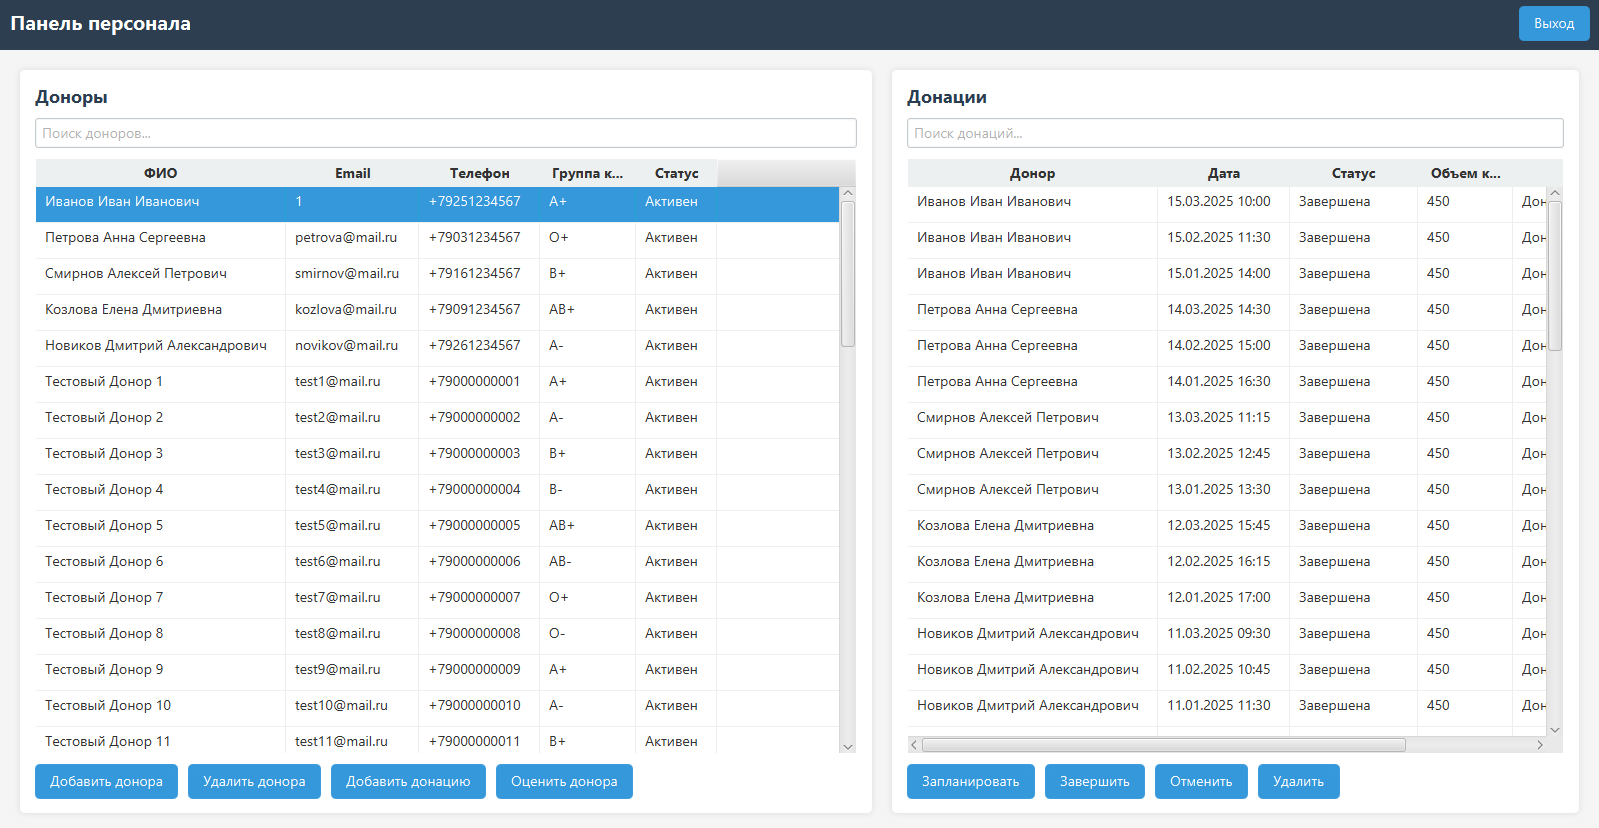 Панель персонала
Выход
Доноры
Поиск доноров...
ФИО Email Телефон Группа к... Статус
Иванов Иван Иванович 1 +79251234567 A+ Активен
Петрова Анна Сергеевна petrova@mail.ru +79031234567 O+ Активен
Смирнов Алексей Петрович smirnov@mail.ru +79161234567 B+ Активен
Козлова Елена Дмитриевна kozlova@mail.ru +79091234567 AB+ Активен
Новиков Дмитрий Александрович novikov@mail.ru +79261234567 A- Активен
Тестовый Донор 1 test1@mail.ru +79000000001 A+ Активен
Тестовый Донор 2 test2@mail.ru +79000000002 A- Активен
Тестовый Донор 3 test3@mail.ru +79000000003 B+ Активен
Тестовый Донор 4 test4@mail.ru +79000000004 B- Активен
Тестовый Донор 5 test5@mail.ru +79000000005 AB+ Активен
Тестовый Донор 6 test6@mail.ru +79000000006 AB- Активен
Тестовый Донор 7 test7@mail.ru +79000000007 O+ Активен
Тестовый Донор 8 test8@mail.ru +79000000008 O- Активен
Тестовый Донор 9 test9@mail.ru +79000000009 A+ Активен
Тестовый Донор 10 test10@mail.ru +79000000010 A- Активен
Тестовый Донор 11 test11@mail.ru +79000000011 B+ Активен
Добавить донора Удалить донора Добавить донацию Оценить донора
Донации
Поиск донаций...
Донор Дата Статус Объем к...
Иванов Иван Иванович 15.03.2025 10:00 Завершена 450 Дон
Иванов Иван Иванович 15.02.2025 11:30 Завершена 450 Дон
Иванов Иван Иванович 15.01.2025 14:00 Завершена 450 Дон
Петрова Анна Сергеевна 14.03.2025 14:30 Завершена 450 Дон
Петрова Анна Сергеевна 14.02.2025 15:00 Завершена 450 Дон
Петрова Анна Сергеевна 14.01.2025 16:30 Завершена 450 Дон
Смирнов Алексей Петрович 13.03.2025 11:15 Завершена 450 Дон
Смирнов Алексей Петрович 13.02.2025 12:45 Завершена 450 Дон
Смирнов Алексей Петрович 13.01.2025 13:30 Завершена 450 Дон
Козлова Елена Дмитриевна 12.03.2025 15:45 Завершена 450 Дон
Козлова Елена Дмитриевна 12.02.2025 16:15 Завершена 450 Дон
Козлова Елена Дмитриевна 12.01.2025 17:00 Завершена 450 Дон
Новиков Дмитрий Александрович 11.03.2025 09:30 Завершена 450 Дон
Новиков Дмитрий Александрович 11.02.2025 10:45 Завершена 450 Дон
Новиков Дмитрий Александрович 11.01.2025 11:30 Завершена 450 Дон
Запланировать Завершить Отменить Удалить